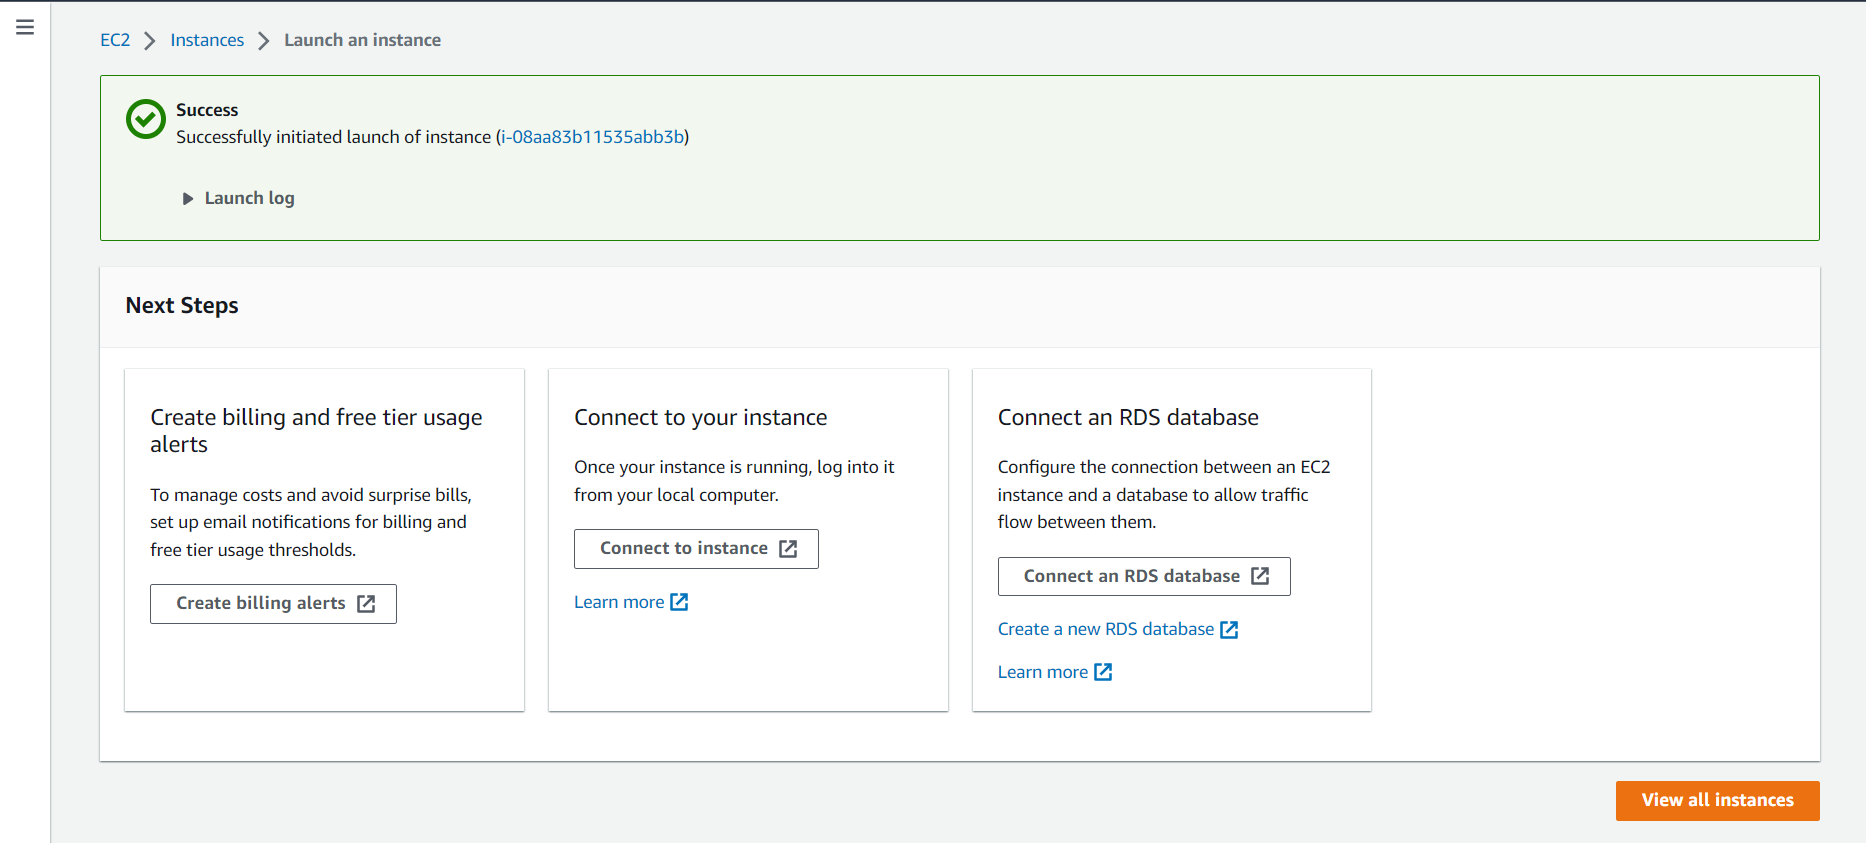 EC2 > Instances > Launch an instance
Success
Successfully initiated launch of instance (i-08aa83b11535abb3b)
Launch log
Next Steps
Create billing and free tier usage
alerts
To manage costs and avoid surprise bills,
set up email notifications for billing and
free tier usage thresholds.
Create billing alerts
Connect to your instance
Once your instance is running, log into it
from your local computer.
Connect to instance
Learn more
Connect an RDS database
Configure the connection between an EC2
instance and a database to allow traffic
flow between them.
Connect an RDS database
Create a new RDS database
Learn more
View all instances